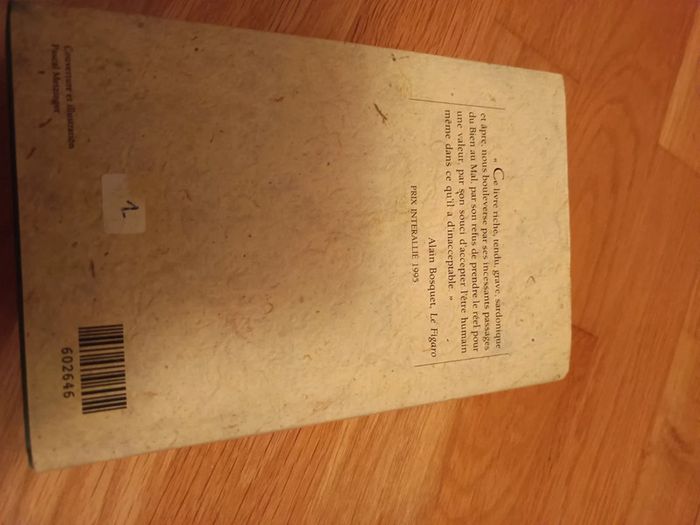 « Ce livre riche, tendu, grave, sardonique
et âpre, nous bouleverse par ses incessants passages
du Bien au Mal, par son refus de prendre le réel pour
une valeur, par son souci d'accepter l'être humain
même dans ce qu'il a d'inacceptable. »
Alain Bosquet, Le Figaro
PRIX INTERALLIÉ 1995
Couverture et illustration
Pascal Metzinger
1-
602646